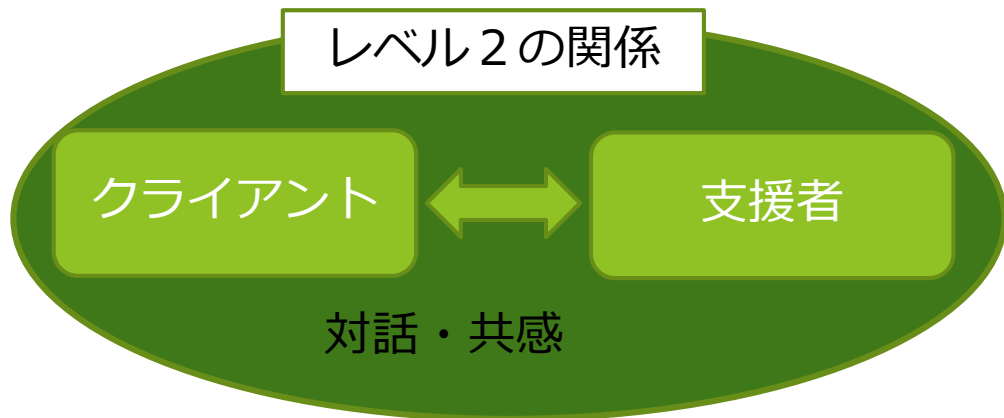 レベル２の関係
クライアント
支援者
対話・共感